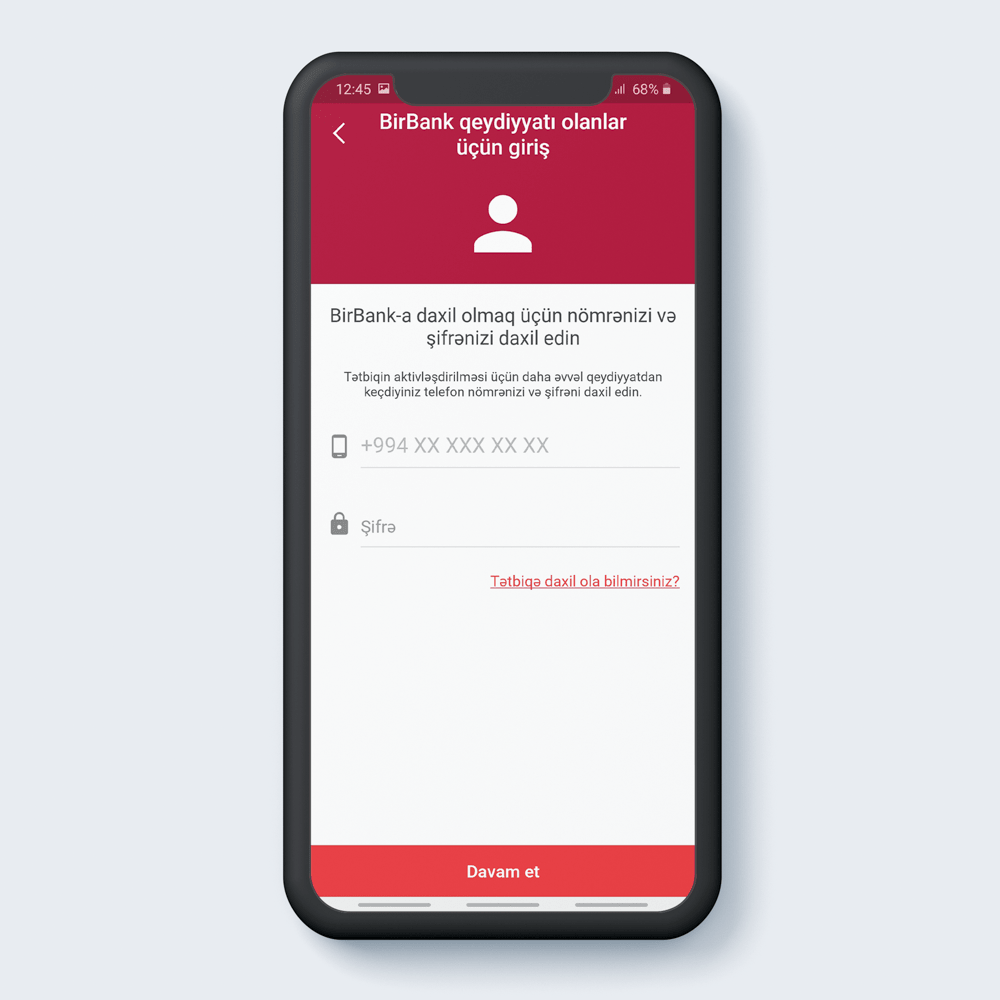 12:45 68%
BirBank qeydiyyatı olanlar
üçün giriş
BirBank-a daxil olmaq üçün nömrənizi və
şifrənizi daxil edin
Tətbiqin aktivləşdirilməsi üçün daha əvvəl qeydiyyatdan
keçdiyiniz telefon nömrənizi və şifrəni daxil edin.
+994 XX XXX XX XX
Şifrə
Tətbiqə daxil ola bilmirsiniz?
Davam et